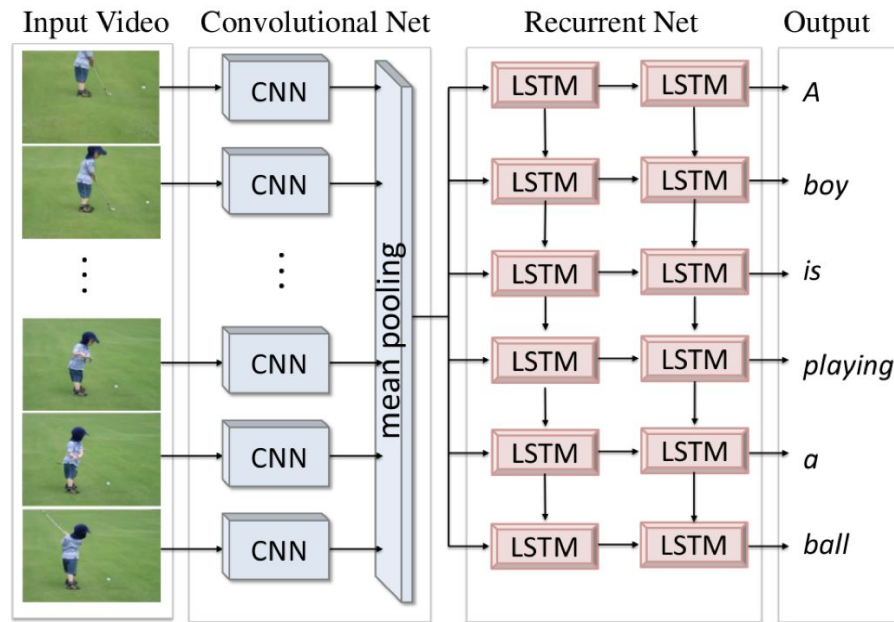 Input Video Convolutional Net Recurrent Net Output
CNN LSTM LSTM A
CNN LSTM LSTM boy
LSTM LSTM is
mean pooling
CNN LSTM LSTM playing
CNN LSTM LSTM a
CNN LSTM LSTM ball